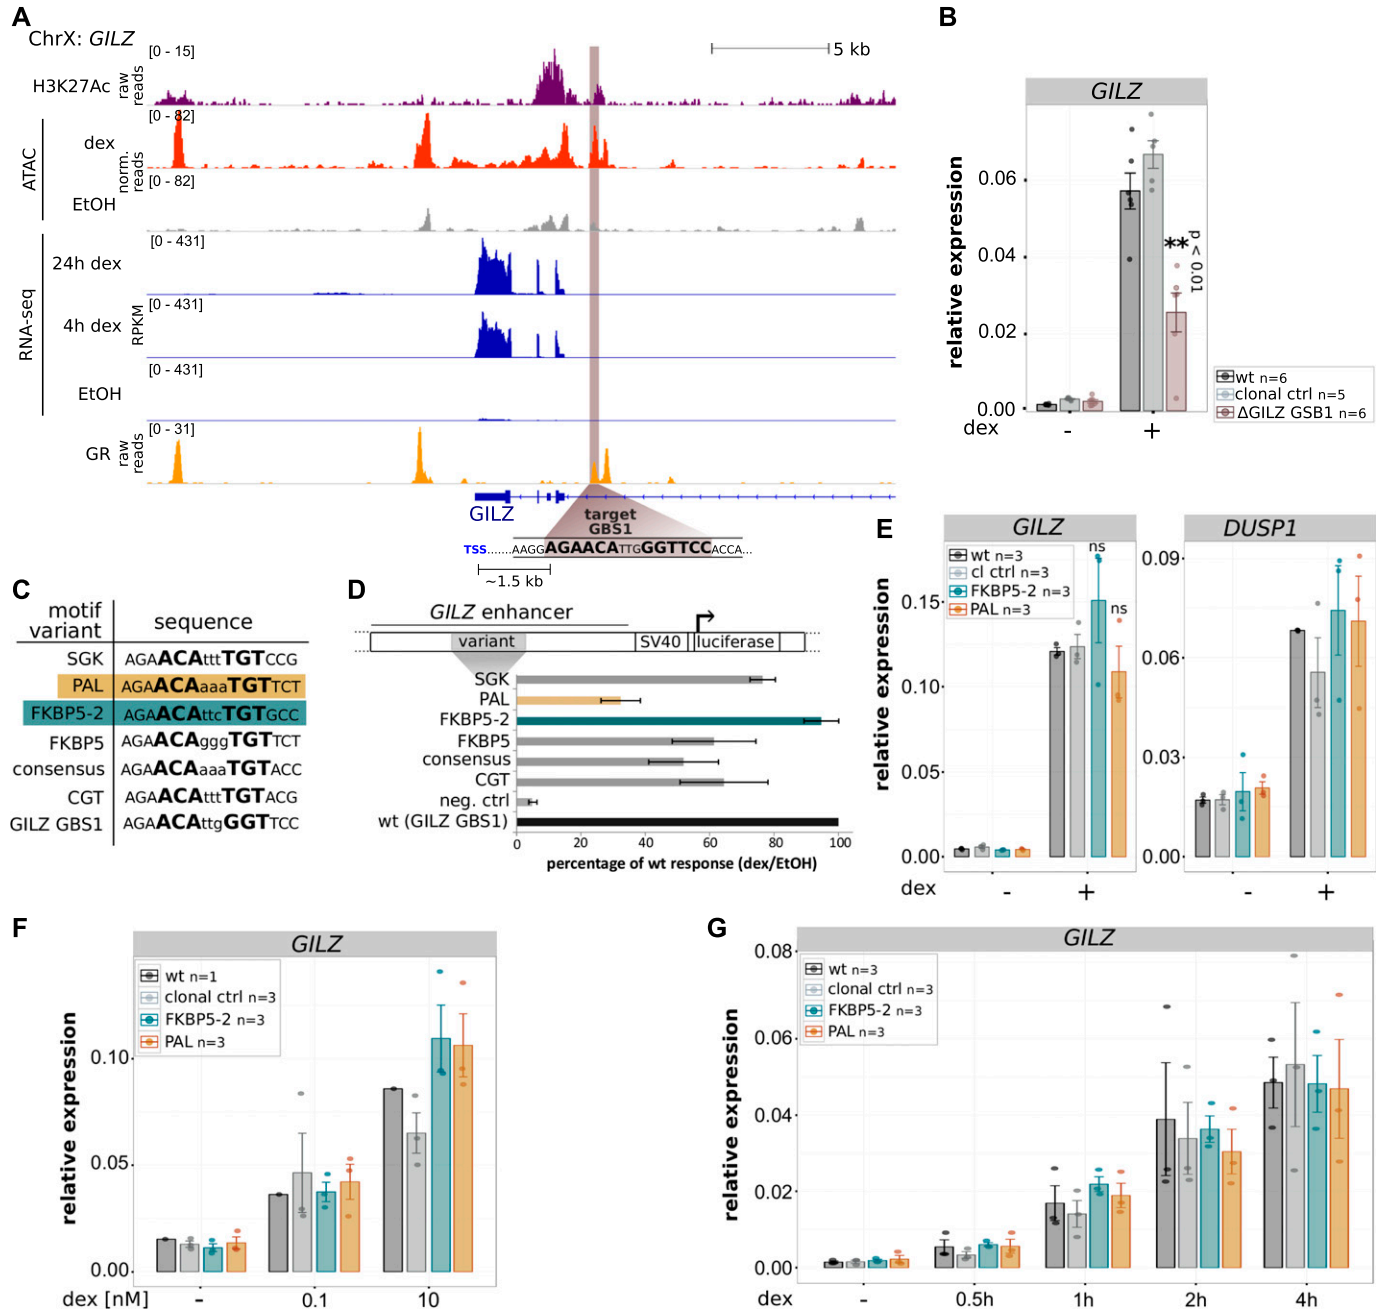 A
ChrX: GILZ
[0 - 15]
5 kb
H3K27Ac
raw reads
[0 - 82]
dex
ATAC
norm. reads
[0 - 82]
EtOH
[0 - 431]
24h dex
RNA-seq
[0 - 431]
4h dex
RPKM
[0 - 431]
EtOH
[0 - 31]
GR
raw reads
GILZ
target
GBS1
TSS......AAGGAGAACATTGGGTTCCACCA...
~1.5 kb
B
GILZ
relative expression
0.06
0.04
0.02
0.00
**
p < 0.01
dex - +
wt n=6
clonal ctrl n=5
ΔGILZ GSB1 n=6
C
motif variant sequence
SGK AGAACAtttTGTCCG
PAL AGAACAaaaTGTTCT
FKBP5-2 AGAACAttcTGTGCC
FKBP5 AGAACAgggTGTTCT
consensus AGAACAaaaTGTACC
CGT AGAACAtttTGTACG
GILZ GBS1 AGAACAttgGGTTCC
D
GILZ enhancer
variant SV40 luciferase
SGK
PAL
FKBP5-2
FKBP5
consensus
CGT
neg. ctrl
wt (GILZ GBS1)
0 20 40 60 80 100
percentage of wt response (dex/EtOH)
E
GILZ
wt n=3
cl ctrl n=3
FKBP5-2 n=3
PAL n=3
ns
ns
relative expression
0.15
0.10
0.05
0.00
dex - +
DUSP1
0.09
0.06
0.03
0.00
- +
F
GILZ
wt n=1
clonal ctrl n=3
FKBP5-2 n=3
PAL n=3
relative expression
0.10
0.05
0.00
dex [nM] - 0.1 10
G
GILZ
wt n=3
clonal ctrl n=3
FKBP5-2 n=3
PAL n=3
relative expression
0.08
0.06
0.04
0.02
0.00
dex - 0.5h 1h 2h 4h